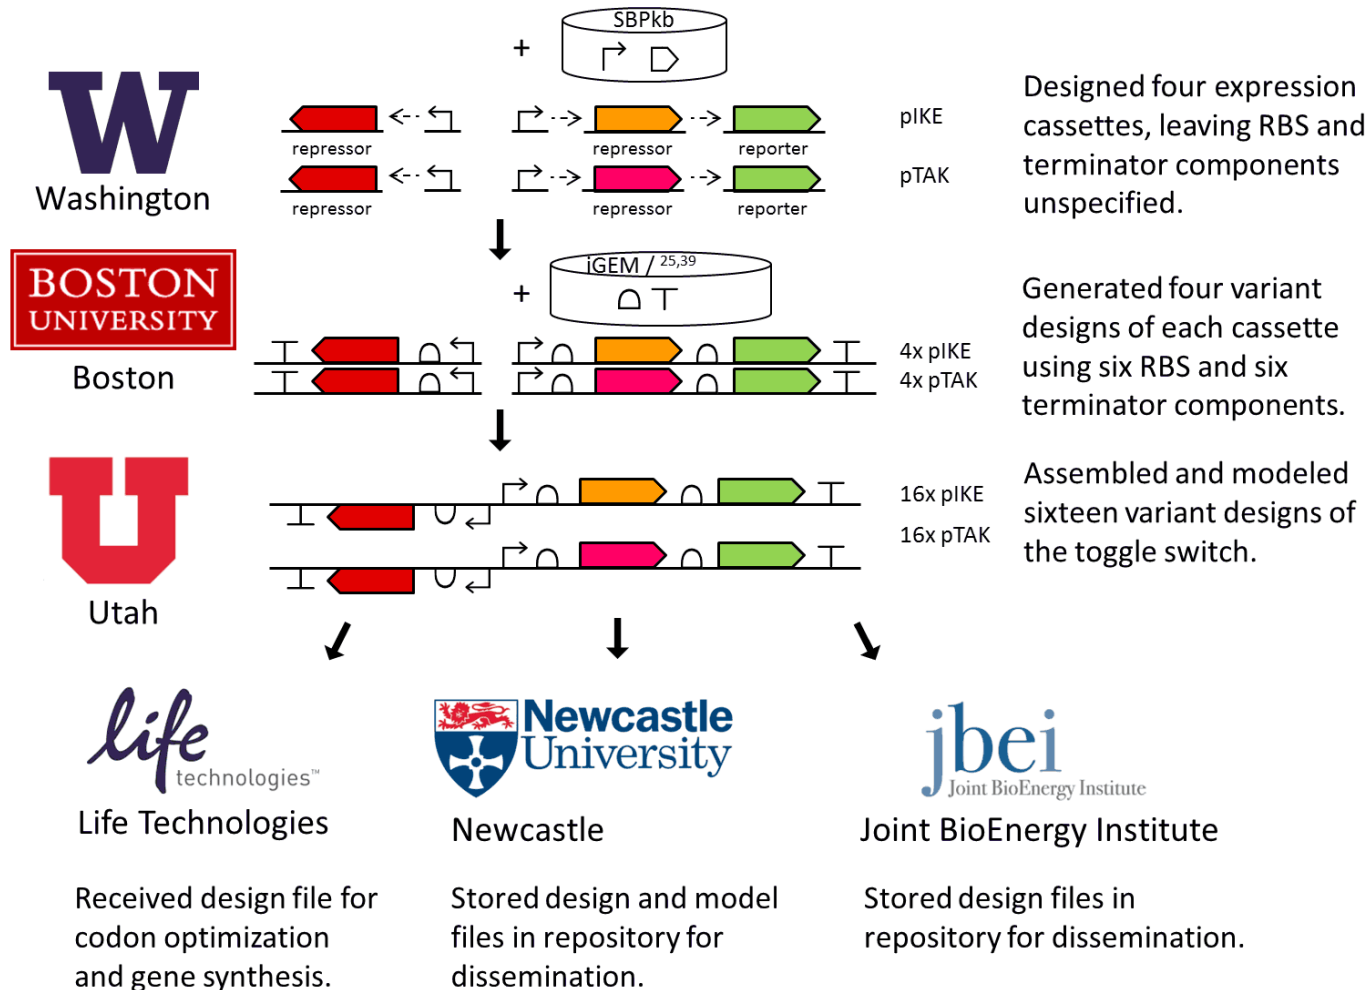 SBPkb
+
W
Washington
repressor
repressor
reporter
pIKE
repressor
repressor
reporter
pTAK
Designed four expression
cassettes, leaving RBS and
terminator components
unspecified.
BOSTON
UNIVERSITY
Boston
iGEM / 25,39
+
4x pIKE
4x pTAK
Generated four variant
designs of each cassette
using six RBS and six
terminator components.
U
Utah
16x pIKE
16x pTAK
Assembled and modeled
sixteen variant designs of
the toggle switch.
life
technologies™
Life Technologies
Received design file for
codon optimization
and gene synthesis.
Newcastle
University
Newcastle
Stored design and model
files in repository for
dissemination.
jbei
Joint BioEnergy Institute
Joint BioEnergy Institute
Stored design files in
repository for dissemination.